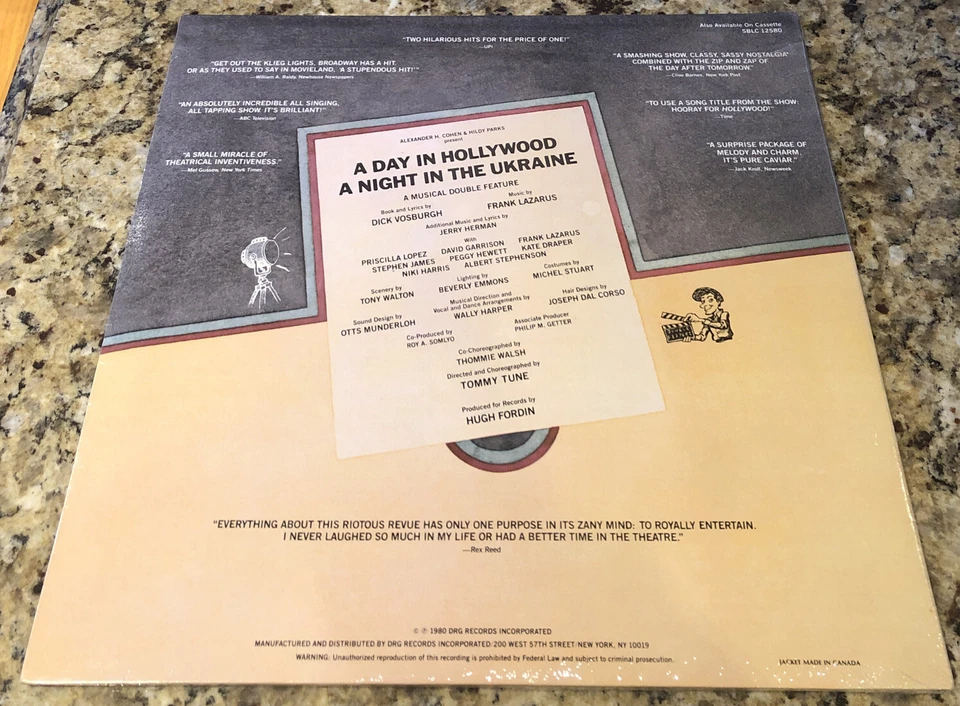 Also Available On Cassette
SBLC 12580
"TWO HILARIOUS HITS FOR THE PRICE OF ONE!"
—UPI
"GET OUT THE KLIEG LIGHTS, BROADWAY HAS A HIT.
OR AS THEY USED TO SAY IN MOVIELAND, 'A STUPENDOUS HIT!'"
—William A. Raidy, Newhouse Newspapers
"A SMASHING SHOW, CLASSY, SASSY NOSTALGIA
COMBINED WITH THE ZIP AND ZAP OF
THE DAY AFTER TOMORROW."
—Clive Barnes, New York Post
"AN ABSOLUTELY INCREDIBLE ALL SINGING,
ALL TAPPING SHOW. IT'S BRILLIANT!"
—ABC Television
"TO USE A SONG TITLE FROM THE SHOW:
HOORAY FOR HOLLYWOOD!"
—Time
"A SMALL MIRACLE OF
THEATRICAL INVENTIVENESS."
—Mel Gussow, New York Times
"A SURPRISE PACKAGE OF
MELODY AND CHARM,
IT'S PURE CAVIAR."
—Jack Kroll, Newsweek
ALEXANDER H. COHEN & HILDY PARKS
present
A DAY IN HOLLYWOOD
A NIGHT IN THE UKRAINE
A MUSICAL DOUBLE FEATURE
Book and Lyrics by
DICK VOSBURGH
Music by
FRANK LAZARUS
Additional Music and Lyrics by
JERRY HERMAN
With
PRISCILLA LOPEZ DAVID GARRISON FRANK LAZARUS
STEPHEN JAMES PEGGY HEWETT KATE DRAPER
NIKI HARRIS ALBERT STEPHENSON
Scenery by
TONY WALTON
Lighting by
BEVERLY EMMONS
Costumes by
MICHEL STUART
Sound Design by
OTTS MUNDERLOH
Musical Direction and
Vocal and Dance Arrangements by
WALLY HARPER
Hair Designs by
JOSEPH DAL CORSO
Co-Produced by
ROY A. SOMLYO
Associate Producer
PHILIP M. GETTER
Co-Choreographed by
THOMMIE WALSH
Directed and Choreographed by
TOMMY TUNE
Produced for Records by
HUGH FORDIN
"EVERYTHING ABOUT THIS RIOTOUS REVUE HAS ONLY ONE PURPOSE IN ITS ZANY MIND: TO ROYALLY ENTERTAIN.
I NEVER LAUGHED SO MUCH IN MY LIFE OR HAD A BETTER TIME IN THE THEATRE."
—Rex Reed
© ℗ 1980 DRG RECORDS INCORPORATED
MANUFACTURED AND DISTRIBUTED BY DRG RECORDS INCORPORATED·200 WEST 57TH STREET·NEW YORK, NY 10019
WARNING: Unauthorized reproduction of this recording is prohibited by Federal Law and subject to criminal prosecution.
JACKET MADE IN CANADA